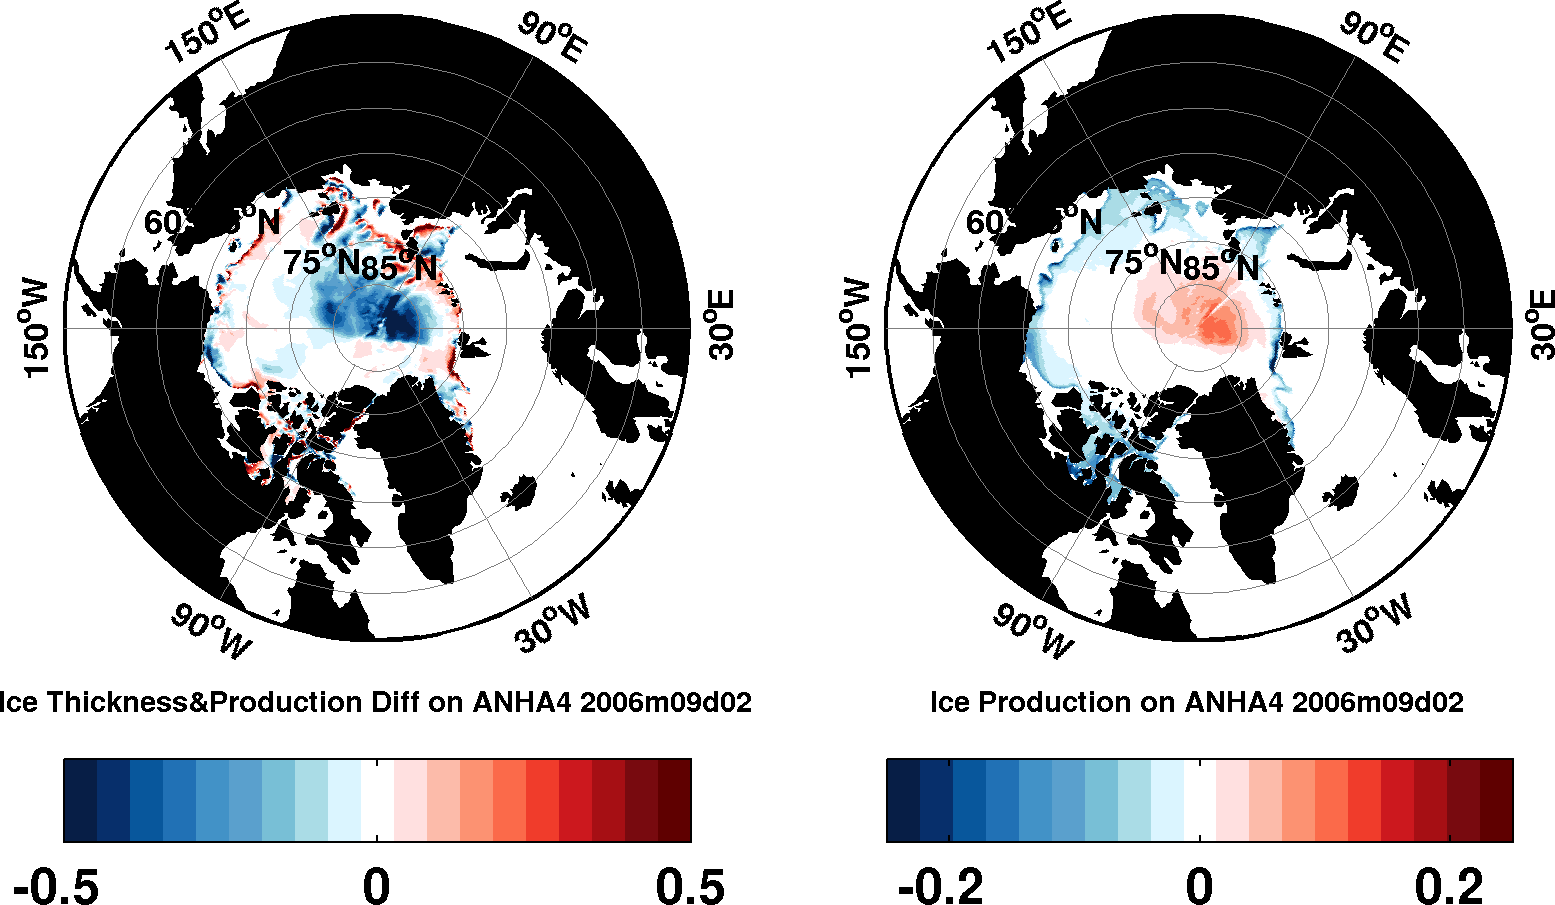 150°E 90°E 150°E 90°E
60° 5°N 60° 5°N
75°N 85°N 75°N 85°N
150°W 30°E 150°W 30°E
90°W 30°W 90°W 30°W
Ice Thickness&Production Diff on ANHA4 2006m09d02 Ice Production on ANHA4 2006m09d02
-0.5 0 0.5 -0.2 0 0.2